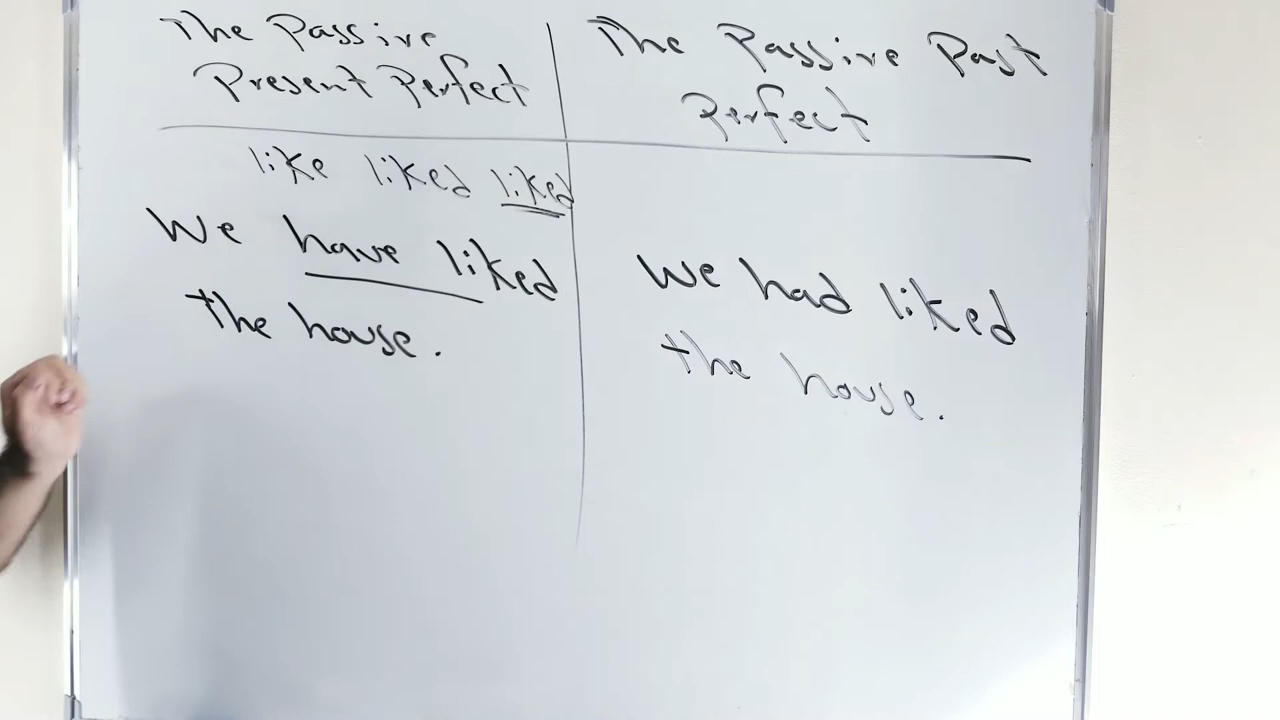 The Passive
Present Perfect
like liked liked
We have liked
the house.
The Passive Past
Perfect
We had liked
the house.